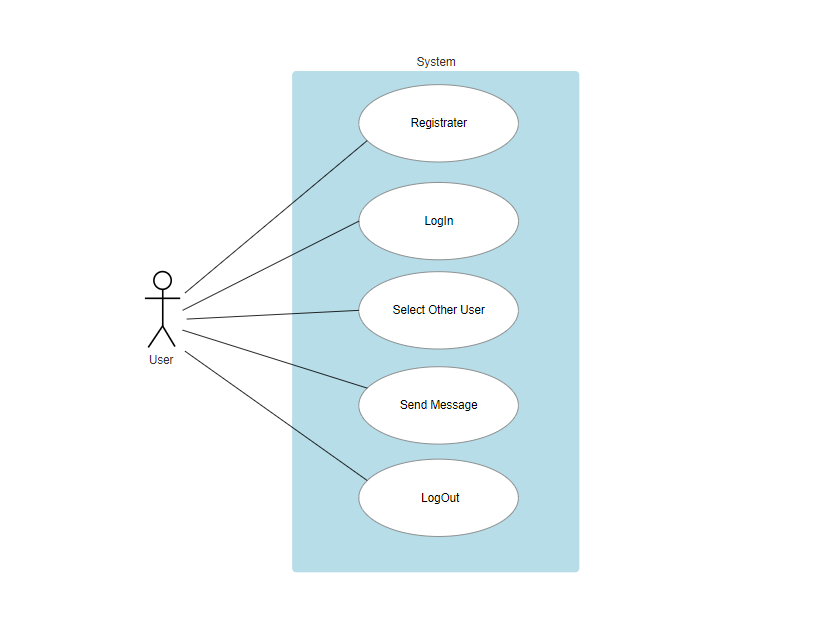 System
Registrater
LogIn
Select Other User
User
Send Message
LogOut